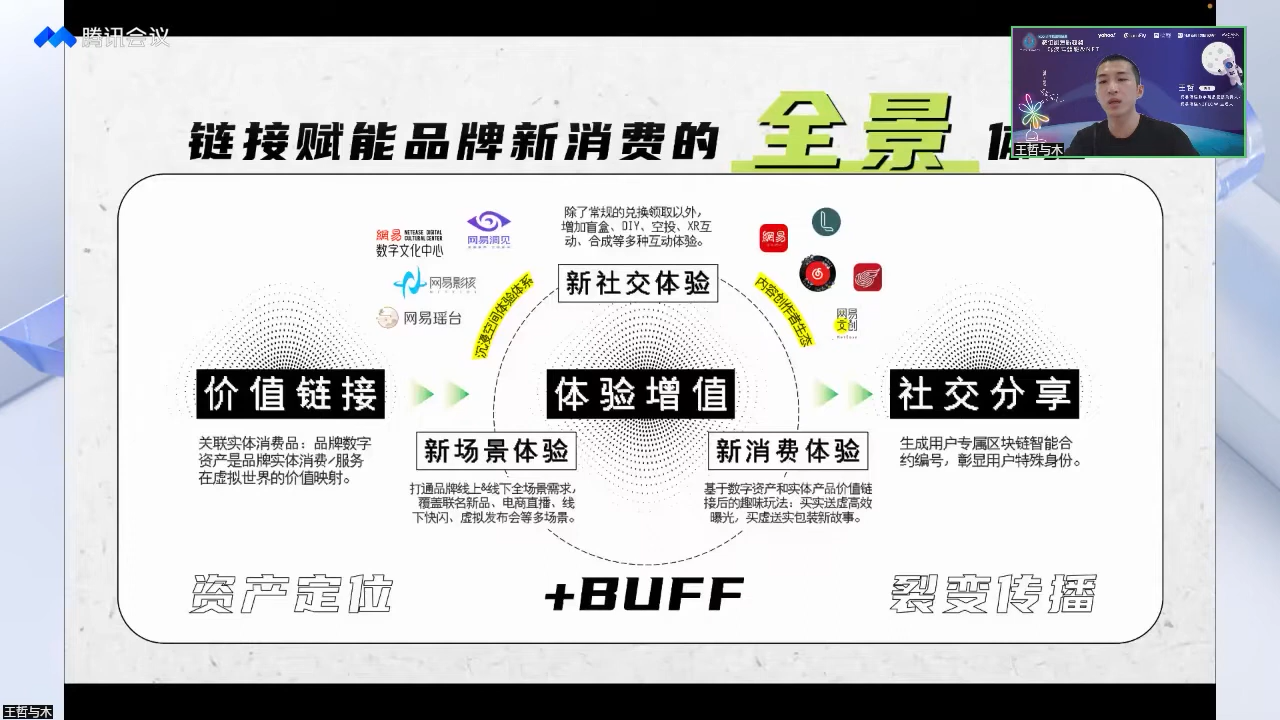 腾讯会议
链接赋能品牌新消费的 全景
網易 NETEASE DIGITAL CULTURAL CENTER
数字文化中心
网易洞见
网易影核
网易瑶台
沉浸空间体验体系
除了常规的兑换领取以外，
增加盲盒、DIY、空投、XR互
动、合成等多种互动体验。
新社交体验
網易
内容创作者生态
网易
文创
价值链接
体验增值
社交分享
关联实体消费品：品牌数字
资产是品牌实体消费/服务
在虚拟世界的价值映射。
新场景体验
打通品牌线上&线下全场景需求，
覆盖联名新品、电商直播、线
下快闪、虚拟发布会等多场景。
新消费体验
基于数字资产和实体产品价值链
接后的趣味玩法：买实送虚高效
曝光，买虚送实包装新故事。
生成用户专属区块链智能合
约编号，彰显用户特殊身份。
资产定位
+BUFF
裂变传播
yahoo!
王哲
王哲与木
王哲与木